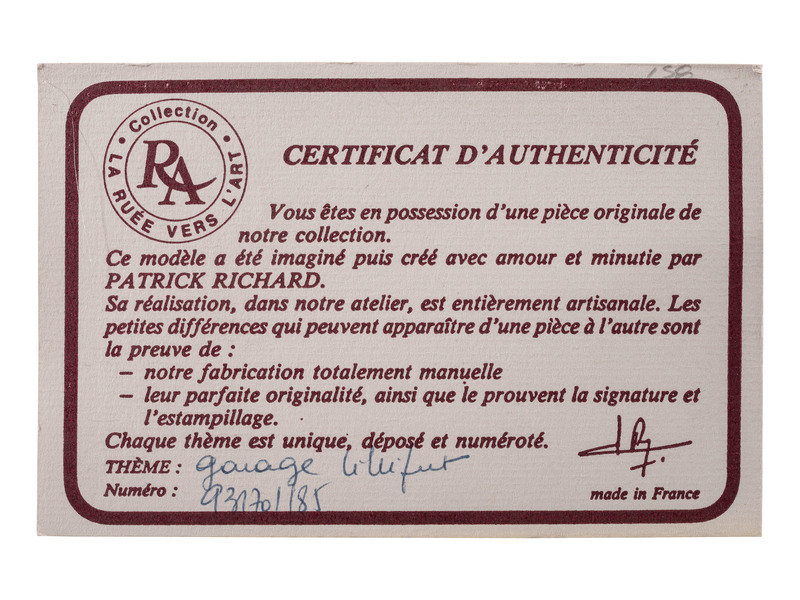 Collection
RA
LA RUÉE VERS L'ART
CERTIFICAT D'AUTHENTICITÉ
Vous êtes en possession d'une pièce originale de
notre collection.
Ce modèle a été imaginé puis créé avec amour et minutie par
PATRICK RICHARD.
Sa réalisation, dans notre atelier, est entièrement artisanale. Les
petites différences qui peuvent apparaître d'une pièce à l'autre sont
la preuve de :
– notre fabrication totalement manuelle
– leur parfaite originalité, ainsi que le prouvent la signature et
l'estampillage.
Chaque thème est unique, déposé et numéroté.
THÈME : garage
Numéro :
made in France